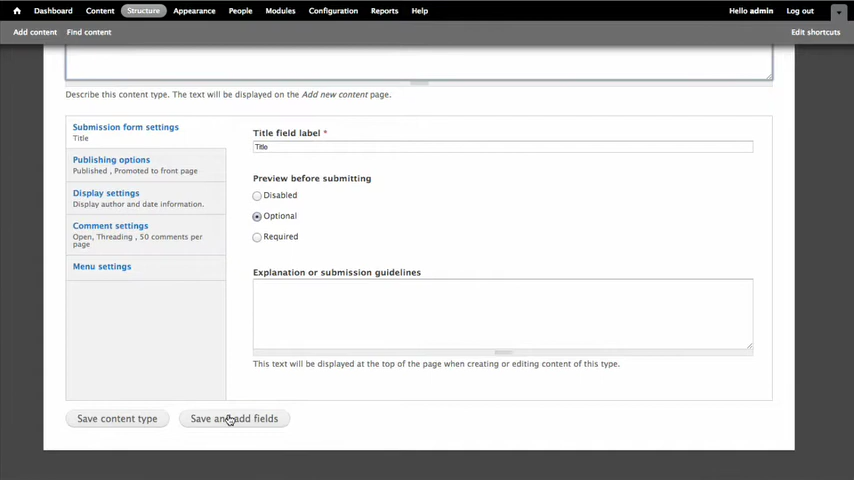 Dashboard Content Structure Appearance People Modules Configuration Reports Help Hello admin Log out
Add content Find content Edit shortcuts
Describe this content type. The text will be displayed on the Add new content page.
Submission form settings
Title
Publishing options
Published , Promoted to front page
Display settings
Display author and date information.
Comment settings
Open, Threading , 50 comments per
page
Menu settings
Title field label *
Title
Preview before submitting
Disabled
Optional
Required
Explanation or submission guidelines
This text will be displayed at the top of the page when creating or editing content of this type.
Save content type Save and add fields